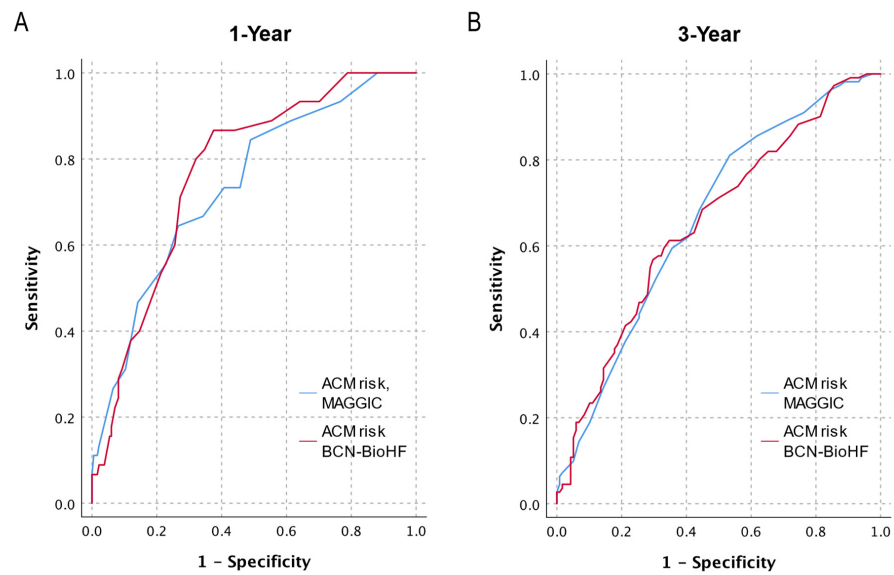 A
1-Year
1.0
0.8
0.6
0.4
0.2
0.0
Sensitivity
ACM risk,
MAGGIC
ACM risk
BCN-BioHF
0.0 0.2 0.4 0.6 0.8 1.0
1 – Specificity
B
3-Year
1.0
0.8
0.6
0.4
0.2
0.0
Sensitivity
ACM risk
MAGGIC
ACM risk
BCN-BioHF
0.0 0.2 0.4 0.6 0.8 1.0
1 – Specificity